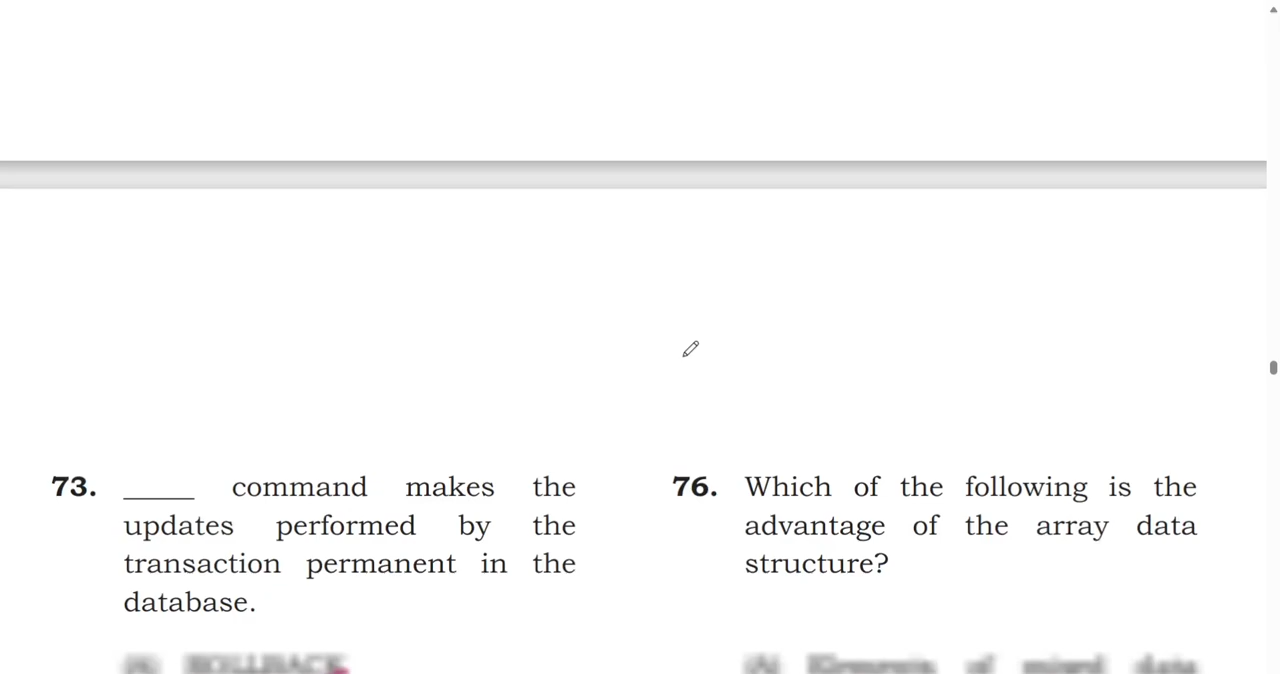 73. _____ command makes the
updates performed by the
transaction permanent in the
database.
76. Which of the following is the
advantage of the array data
structure?